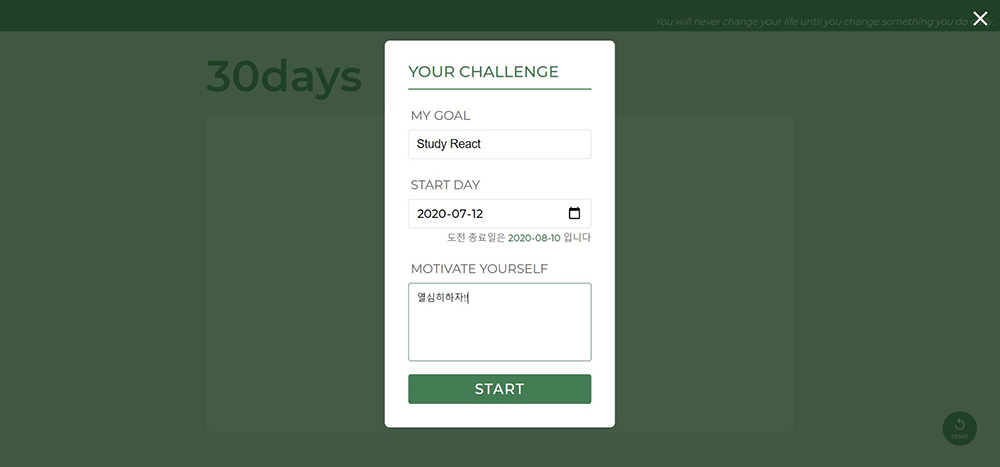 You will never change your life until you change something you do
30days
YOUR CHALLENGE
MY GOAL
Study React
START DAY
2020-07-12
도전 종료일은 2020-08-10 입니다
MOTIVATE YOURSELF
열심히하자!!
START
reset